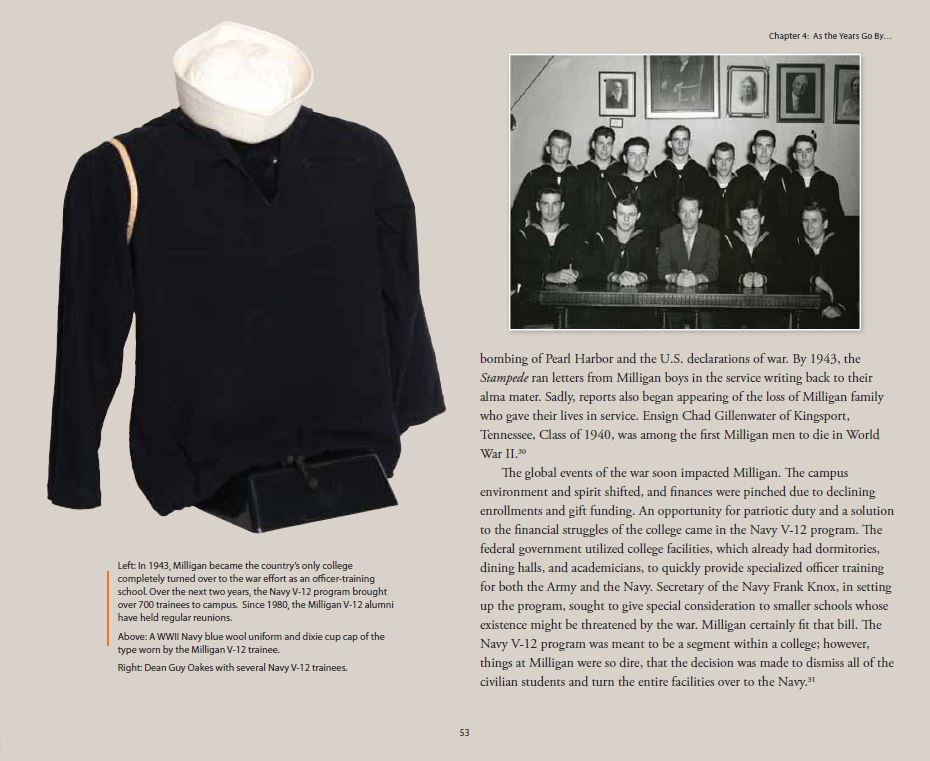 Chapter 4: As the Years Go By…
bombing of Pearl Harbor and the U.S. declarations of war. By 1943, the
Stampede ran letters from Milligan boys in the service writing back to their
alma mater. Sadly, reports also began appearing of the loss of Milligan family
who gave their lives in service. Ensign Chad Gillenwater of Kingsport,
Tennessee, Class of 1940, was among the first Milligan men to die in World
War II.³⁰
The global events of the war soon impacted Milligan. The campus
environment and spirit shifted, and finances were pinched due to declining
enrollments and gift funding. An opportunity for patriotic duty and a solution
to the financial struggles of the college came in the Navy V-12 program. The
federal government utilized college facilities, which already had dormitories,
dining halls, and academicians, to quickly provide specialized officer training
for both the Army and the Navy. Secretary of the Navy Frank Knox, in setting
up the program, sought to give special consideration to smaller schools whose
existence might be threatened by the war. Milligan certainly fit that bill. The
Navy V-12 program was meant to be a segment within a college; however,
things at Milligan were so dire, that the decision was made to dismiss all of the
civilian students and turn the entire facilities over to the Navy.³¹
Left: In 1943, Milligan became the country's only college
completely turned over to the war effort as an officer-training
school. Over the next two years, the Navy V-12 program brought
over 700 trainees to campus. Since 1980, the Milligan V-12 alumni
have held regular reunions.
Above: A WWII Navy blue wool uniform and dixie cup cap of the
type worn by the Milligan V-12 trainee.
Right: Dean Guy Oakes with several Navy V-12 trainees.
53